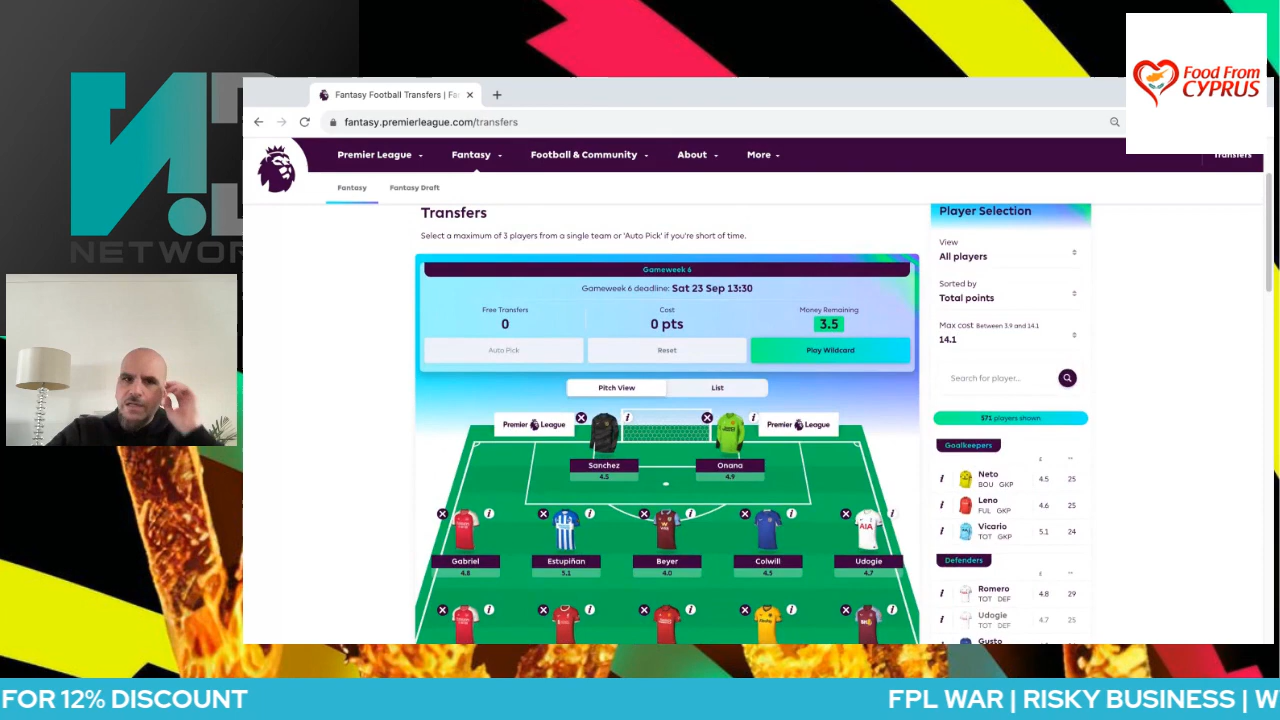 Food From
CYPRUS
NETWOR
Fantasy Football Transfers | Fa
fantasy.premierleague.com/transfers
Premier League
Fantasy
Football & Community
About
More
Transfers
Fantasy
Fantasy Draft
Transfers
Select a maximum of 3 players from a single team or 'Auto Pick' if you're short of time.
Gameweek 6
Gameweek 6 deadline: Sat 23 Sep 13:30
Free Transfers
Cost
Money Remaining
0
0 pts
3.5
Auto Pick
Reset
Play Wildcard
Pitch View
List
Premier League
Premier League
Sanchez
4.5
Onana
4.9
Gabriel
4.8
Estupiñan
5.1
Beyer
4.0
Colwill
4.5
Udogie
4.7
Player Selection
View
All players
Sorted by
Total points
Max cost Between 3.9 and 14.1
14.1
Search for player...
571 players shown
Goalkeepers
£
**
Neto
BOU GKP
4.5
25
Leno
FUL GKP
4.6
25
Vicario
TOT GKP
5.1
24
Defenders
£
**
Romero
TOT DEF
4.8
29
Udogie
TOT DEF
4.7
25
Gusto
FOR 12% DISCOUNT
FPL WAR | RISKY BUSINESS | W